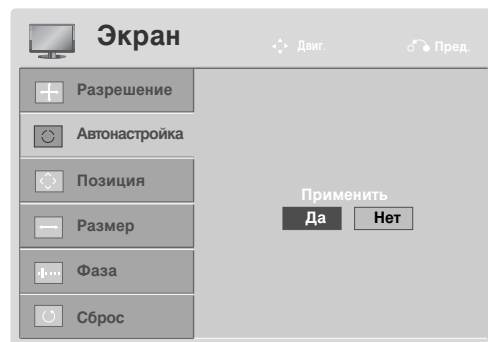 Экран
Двиг.
Пред.
Разрешение
Автонастройка
Позиция
Размер
Фаза
Сброс
Применить
Да
Нет